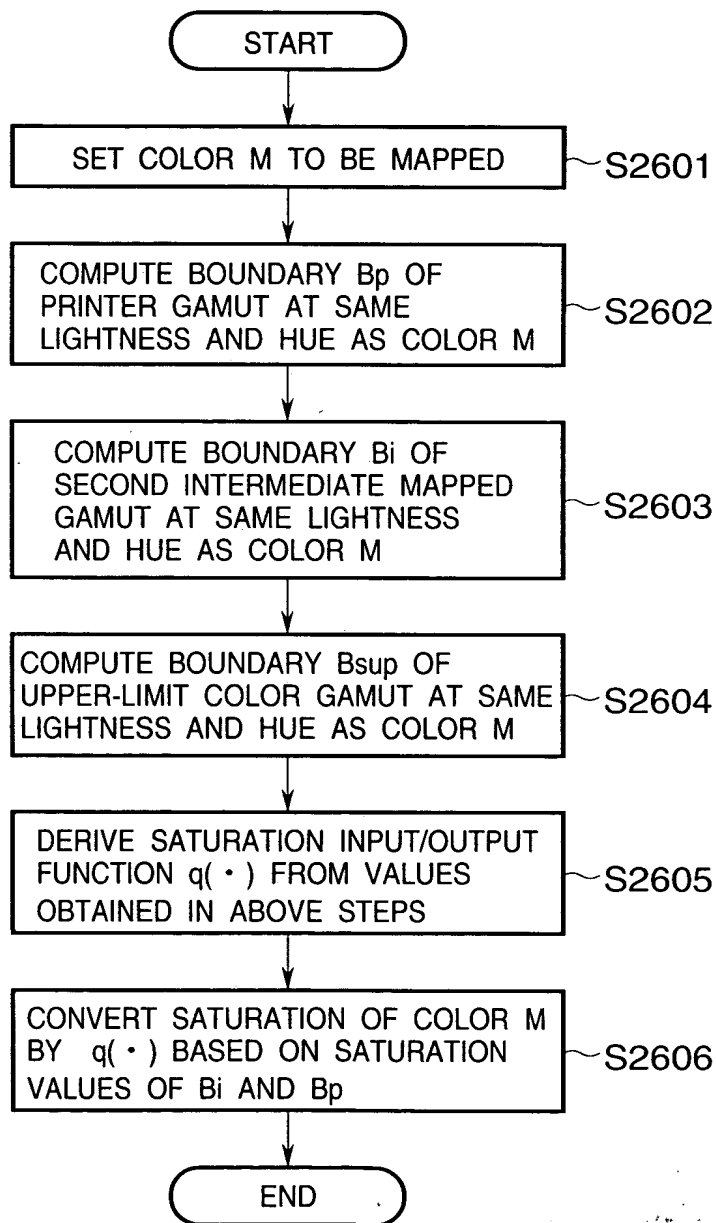 START
SET COLOR M TO BE MAPPED
S2601
COMPUTE BOUNDARY Bp OF
PRINTER GAMUT AT SAME
LIGHTNESS AND HUE AS COLOR M
S2602
COMPUTE BOUNDARY Bi OF
SECOND INTERMEDIATE MAPPED
GAMUT AT SAME LIGHTNESS
AND HUE AS COLOR M
S2603
COMPUTE BOUNDARY Bsup OF
UPPER-LIMIT COLOR GAMUT AT SAME
LIGHTNESS AND HUE AS COLOR M
S2604
DERIVE SATURATION INPUT/OUTPUT
FUNCTION q( · ) FROM VALUES
OBTAINED IN ABOVE STEPS
S2605
CONVERT SATURATION OF COLOR M
BY q( · ) BASED ON SATURATION
VALUES OF Bi AND Bp
S2606
END